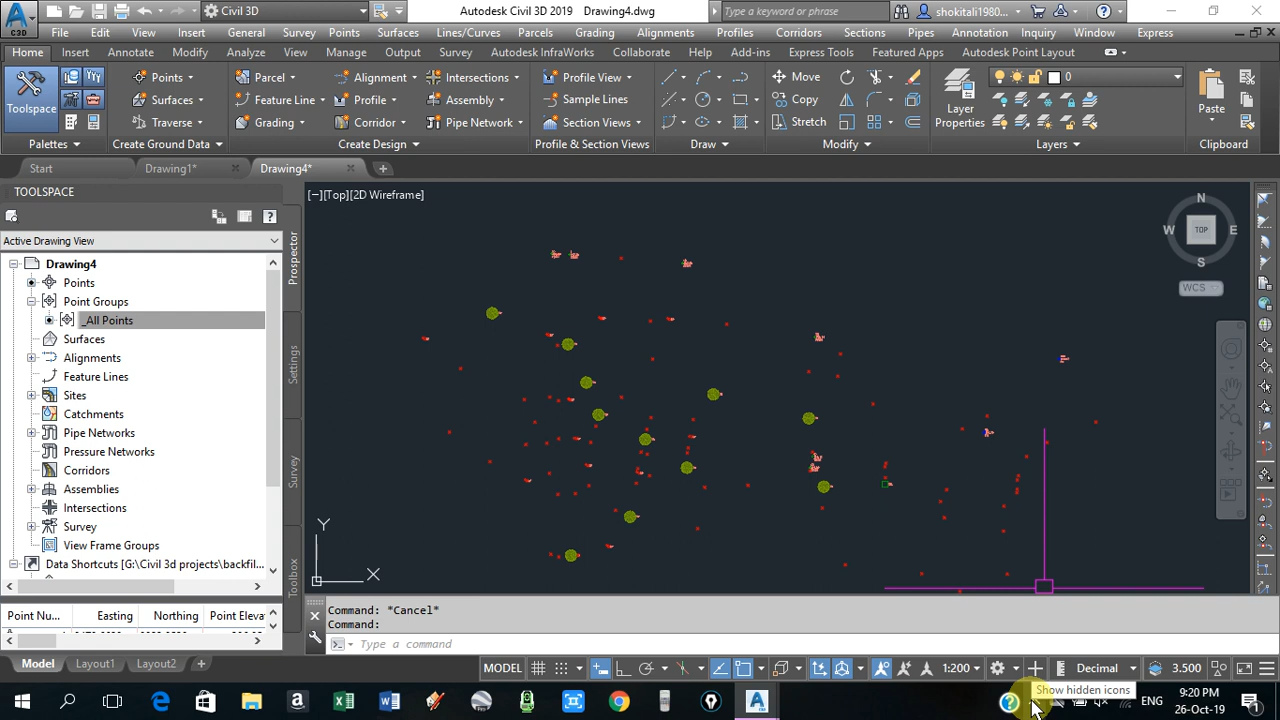 C3D
Civil 3D
Autodesk Civil 3D 2019 Drawing4.dwg
Type a keyword or phrase
shokitali1980...
File Edit View Insert General Survey Points Surfaces Lines/Curves Parcels Grading Alignments Profiles Corridors Sections Pipes Annotation Inquiry Window Express
Home Insert Annotate Modify Analyze View Manage Output Survey Autodesk InfraWorks Collaborate Help Add-ins Express Tools Featured Apps Autodesk Point Layout
Toolspace
Points
Surfaces
Traverse
Parcel
Feature Line
Grading
Alignment
Profile
Corridor
Intersections
Assembly
Pipe Network
Profile View
Sample Lines
Section Views
Move
Copy
Stretch
Layer
Properties
0
Paste
Palettes
Create Ground Data
Create Design
Profile & Section Views
Draw
Modify
Layers
Clipboard
Start Drawing1* Drawing4*
TOOLSPACE
Active Drawing View
Drawing4
Points
Point Groups
_All Points
Surfaces
Alignments
Feature Lines
Sites
Catchments
Pipe Networks
Pressure Networks
Corridors
Assemblies
Intersections
Survey
View Frame Groups
Data Shortcuts [G:\Civil 3d projects\backfil...
Point Nu... Easting Northing Point Elevat
Prospector
Settings
Survey
Toolbox
[−][Top][2D Wireframe]
N
W TOP E
S
WCS
Y
X
Command: *Cancel*
Command:
Type a command
Model Layout1 Layout2
MODEL
1:200
Decimal
3.500
Show hidden icons
ENG
9:20 PM
26-Oct-19